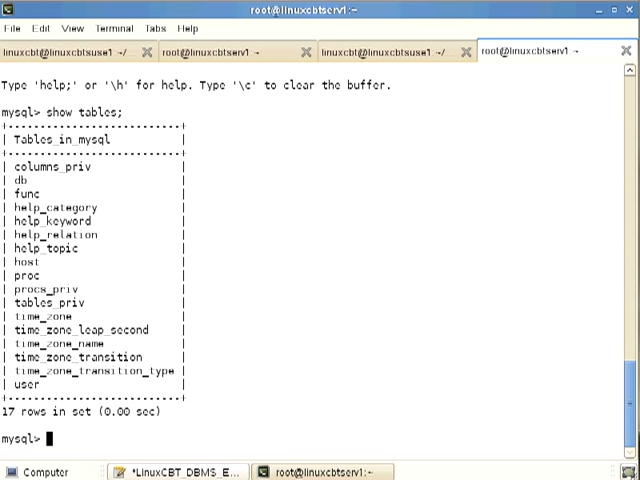 root@linuxcbtserv1:~
File Edit View Terminal Tabs Help
linuxcbt@linuxcbtsuse1 ~/ root@linuxcbtserv1 ~ linuxcbt@linuxcbtsuse1 ~/ root@linuxcbtserv1 ~
Type 'help;' or '\h' for help. Type '\c' to clear the buffer.
mysql> show tables;
+---------------------------+
| Tables_in_mysql |
+---------------------------+
| columns_priv |
| db |
| func |
| help_category |
| help_keyword |
| help_relation |
| help_topic |
| host |
| proc |
| procs_priv |
| tables_priv |
| time_zone |
| time_zone_leap_second |
| time_zone_name |
| time_zone_transition |
| time_zone_transition_type |
| user |
+---------------------------+
17 rows in set (0.00 sec)
mysql>
Computer *LinuxCBT_DBMS_E... root@linuxcbtserv1:~